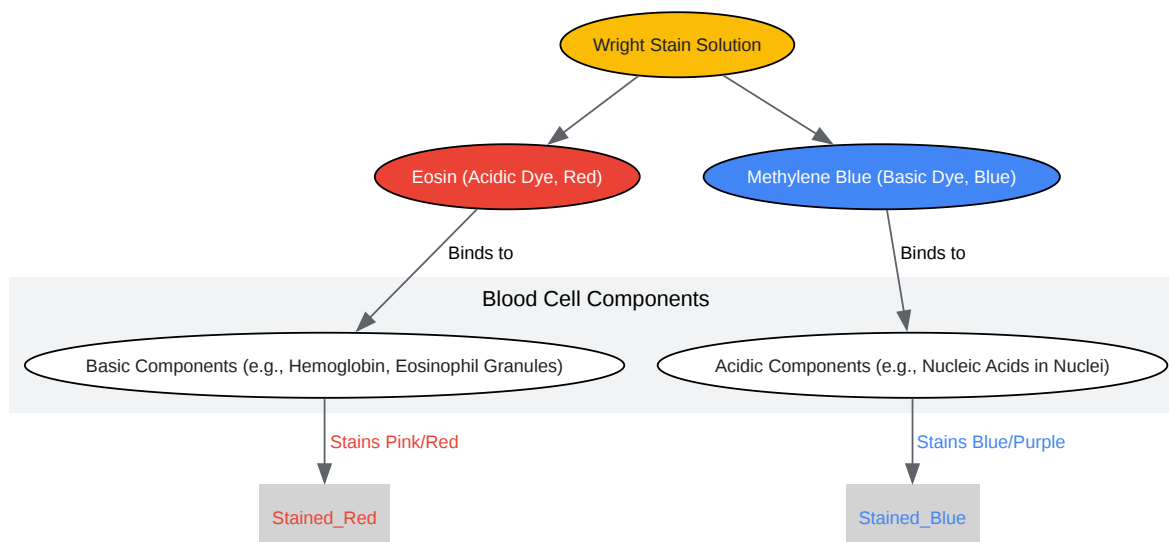 Wright Stain Solution
Eosin (Acidic Dye, Red)
Methylene Blue (Basic Dye, Blue)
Binds to
Binds to
Blood Cell Components
Basic Components (e.g., Hemoglobin, Eosinophil Granules)
Acidic Components (e.g., Nucleic Acids in Nuclei)
Stains Pink/Red
Stains Blue/Purple
Stained_Red
Stained_Blue